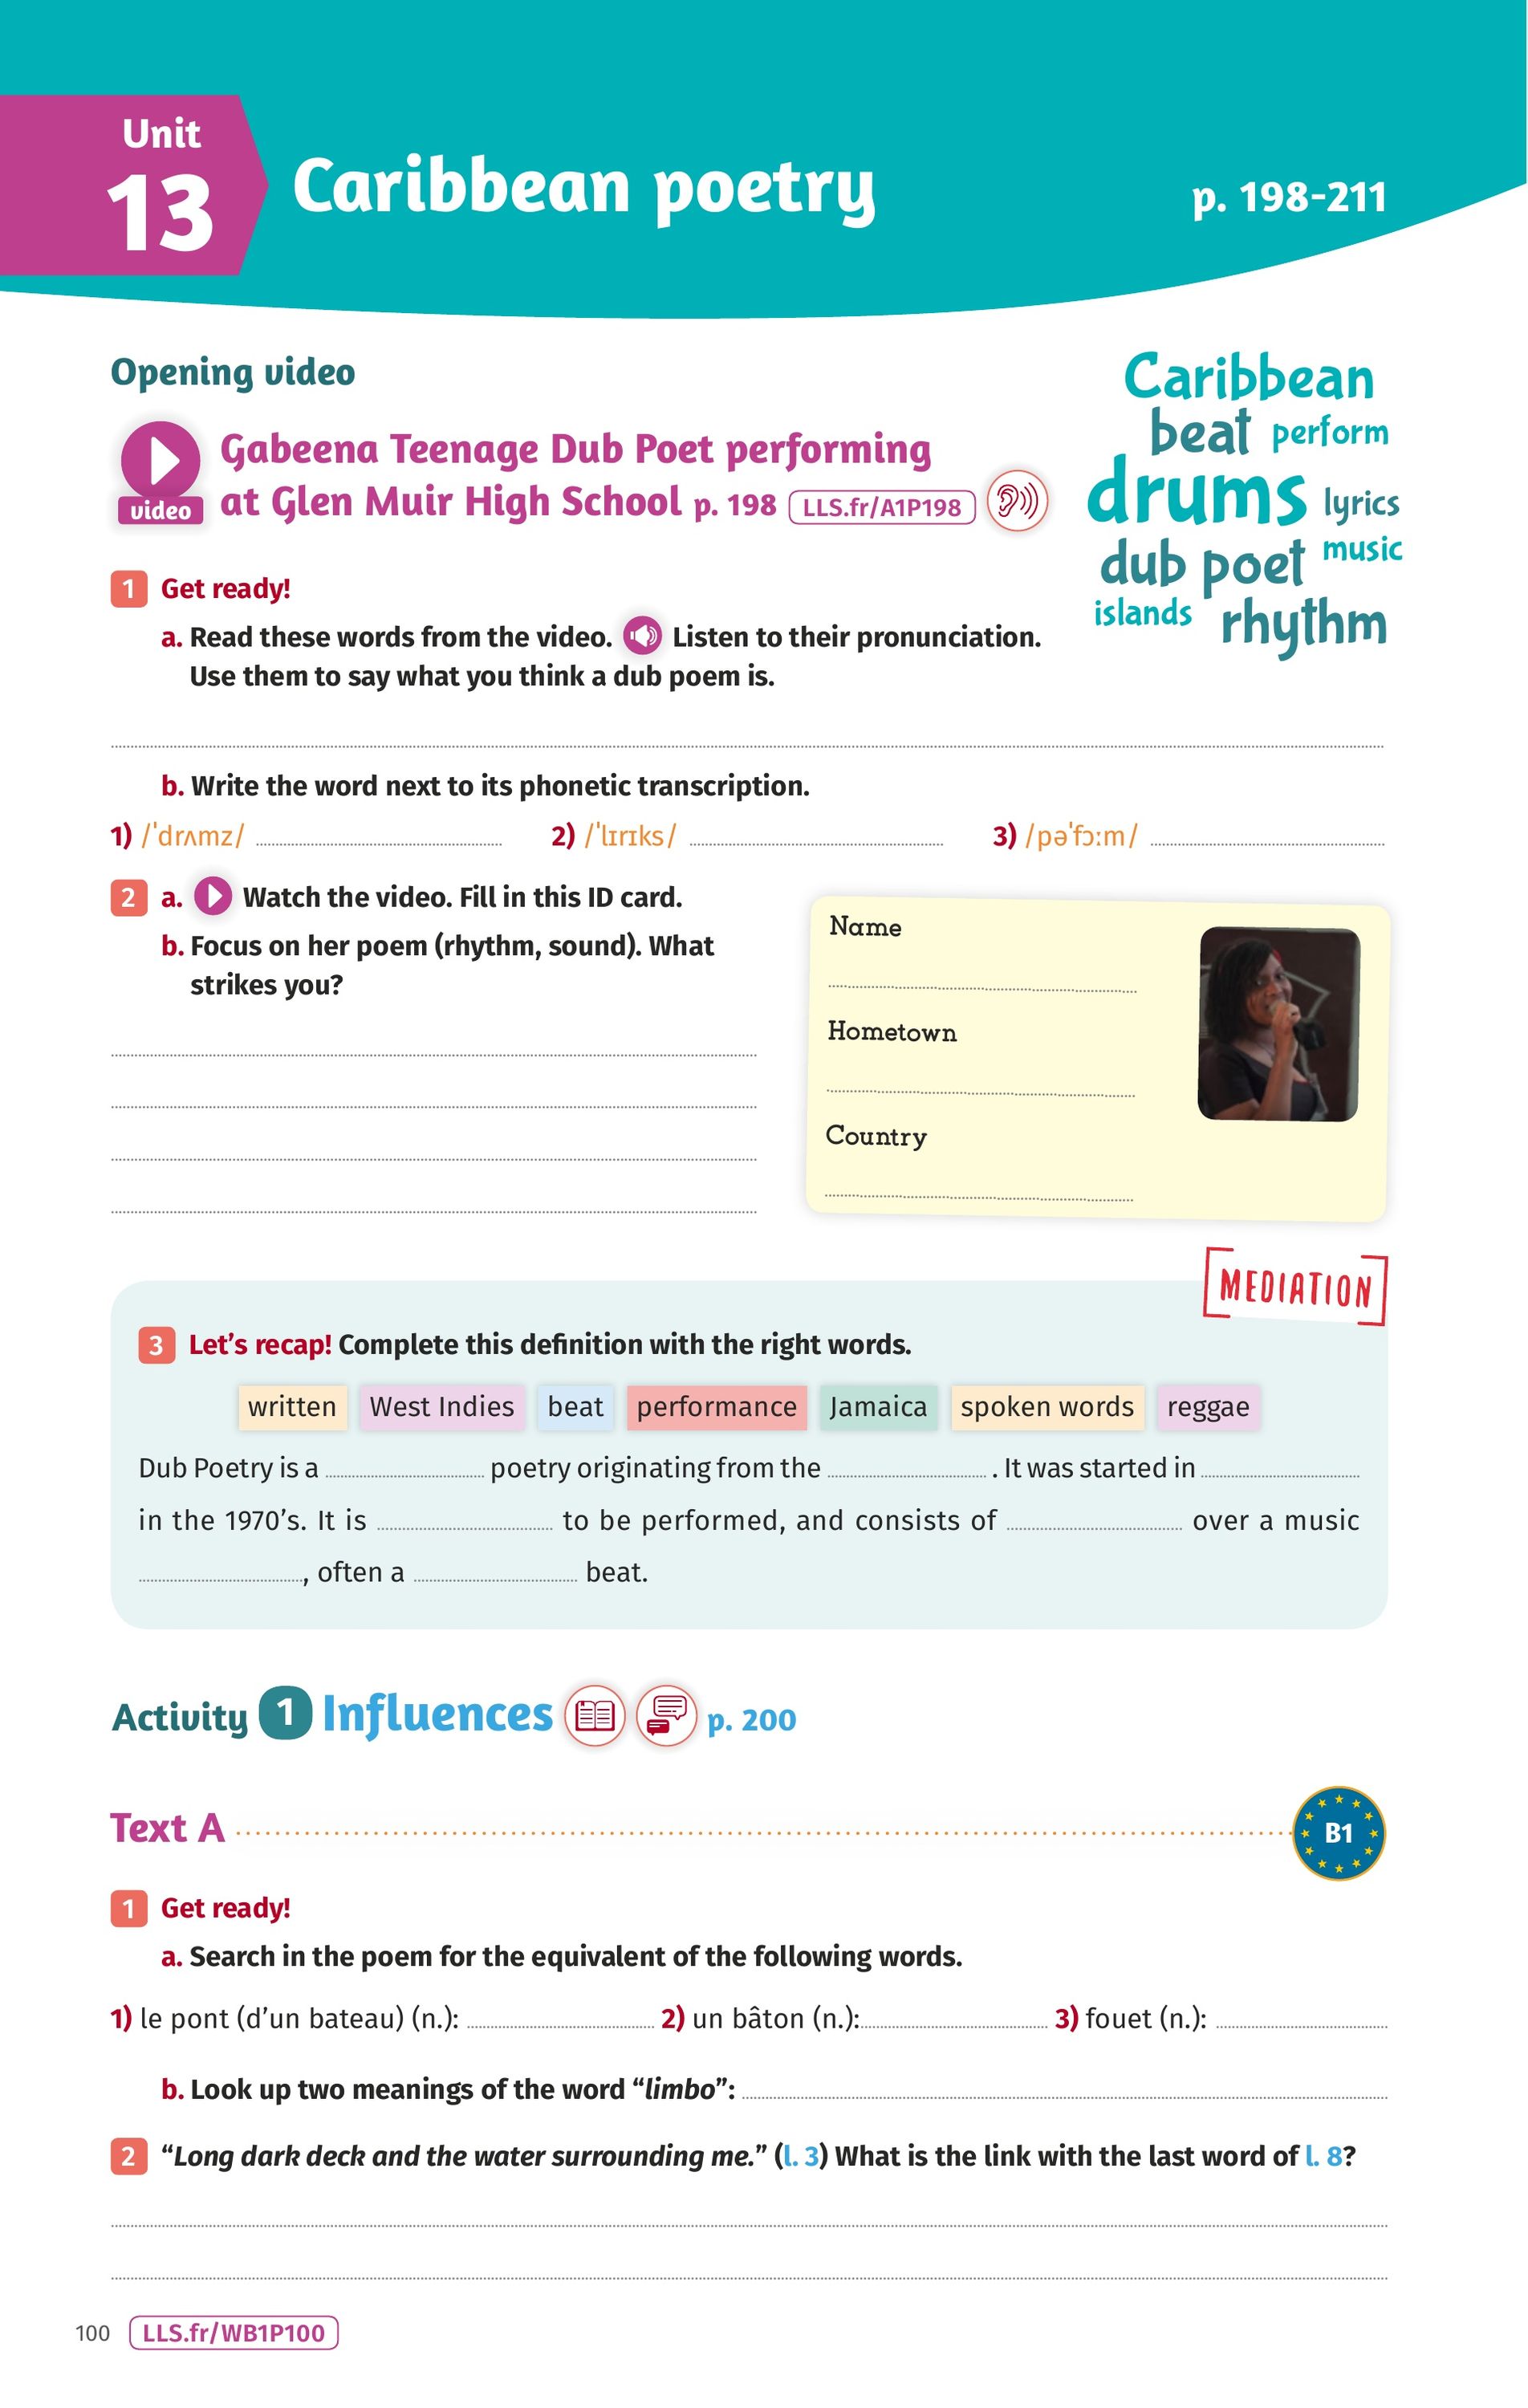 Unit
13
Caribbean poetry
p. 198-211
Opening video
video
Gabeena Teenage Dub Poet performing
at Glen Muir High School p. 198 LLS.fr/A1P198
Caribbean
beat perform
drums lyrics
dub poet music
islands rhythm
1 Get ready!
a. Read these words from the video. Listen to their pronunciation.
Use them to say what you think a dub poem is.
b. Write the word next to its phonetic transcription.
1) /ˈdrʌmz/ 2) /ˈlɪrɪks/ 3) /pəˈfɔːm/
2 a. Watch the video. Fill in this ID card.
b. Focus on her poem (rhythm, sound). What
strikes you?
Name
Hometown
Country
MEDIATION
3 Let's recap! Complete this definition with the right words.
written West Indies beat performance Jamaica spoken words reggae
Dub Poetry is a poetry originating from the . It was started in
in the 1970's. It is to be performed, and consists of over a music
, often a beat.
Activity 1 Influences p. 200
Text A
B1
1 Get ready!
a. Search in the poem for the equivalent of the following words.
1) le pont (d'un bateau) (n.): 2) un bâton (n.): 3) fouet (n.):
b. Look up two meanings of the word “limbo”:
2 “Long dark deck and the water surrounding me.” (l. 3) What is the link with the last word of l. 8?
100 LLS.fr/WB1P100